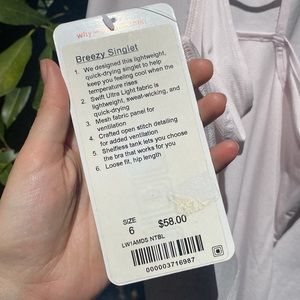 why
Breezy Singlet
1. We designed this lightweight,
quick-drying singlet to help
keep you feeling cool when the
temperature rises
2. Swift Ultra Light fabric is
lightweight, sweat-wicking, and
quick-drying
3. Mesh fabric panel for
ventilation
4. Crafted open stitch detailing
for added ventilation
5. Shelfless tank lets you choose
the bra that works for you
6. Loose fit, hip length
SIZE
6
$58.00
LW1AMDS NTBL
000003716987